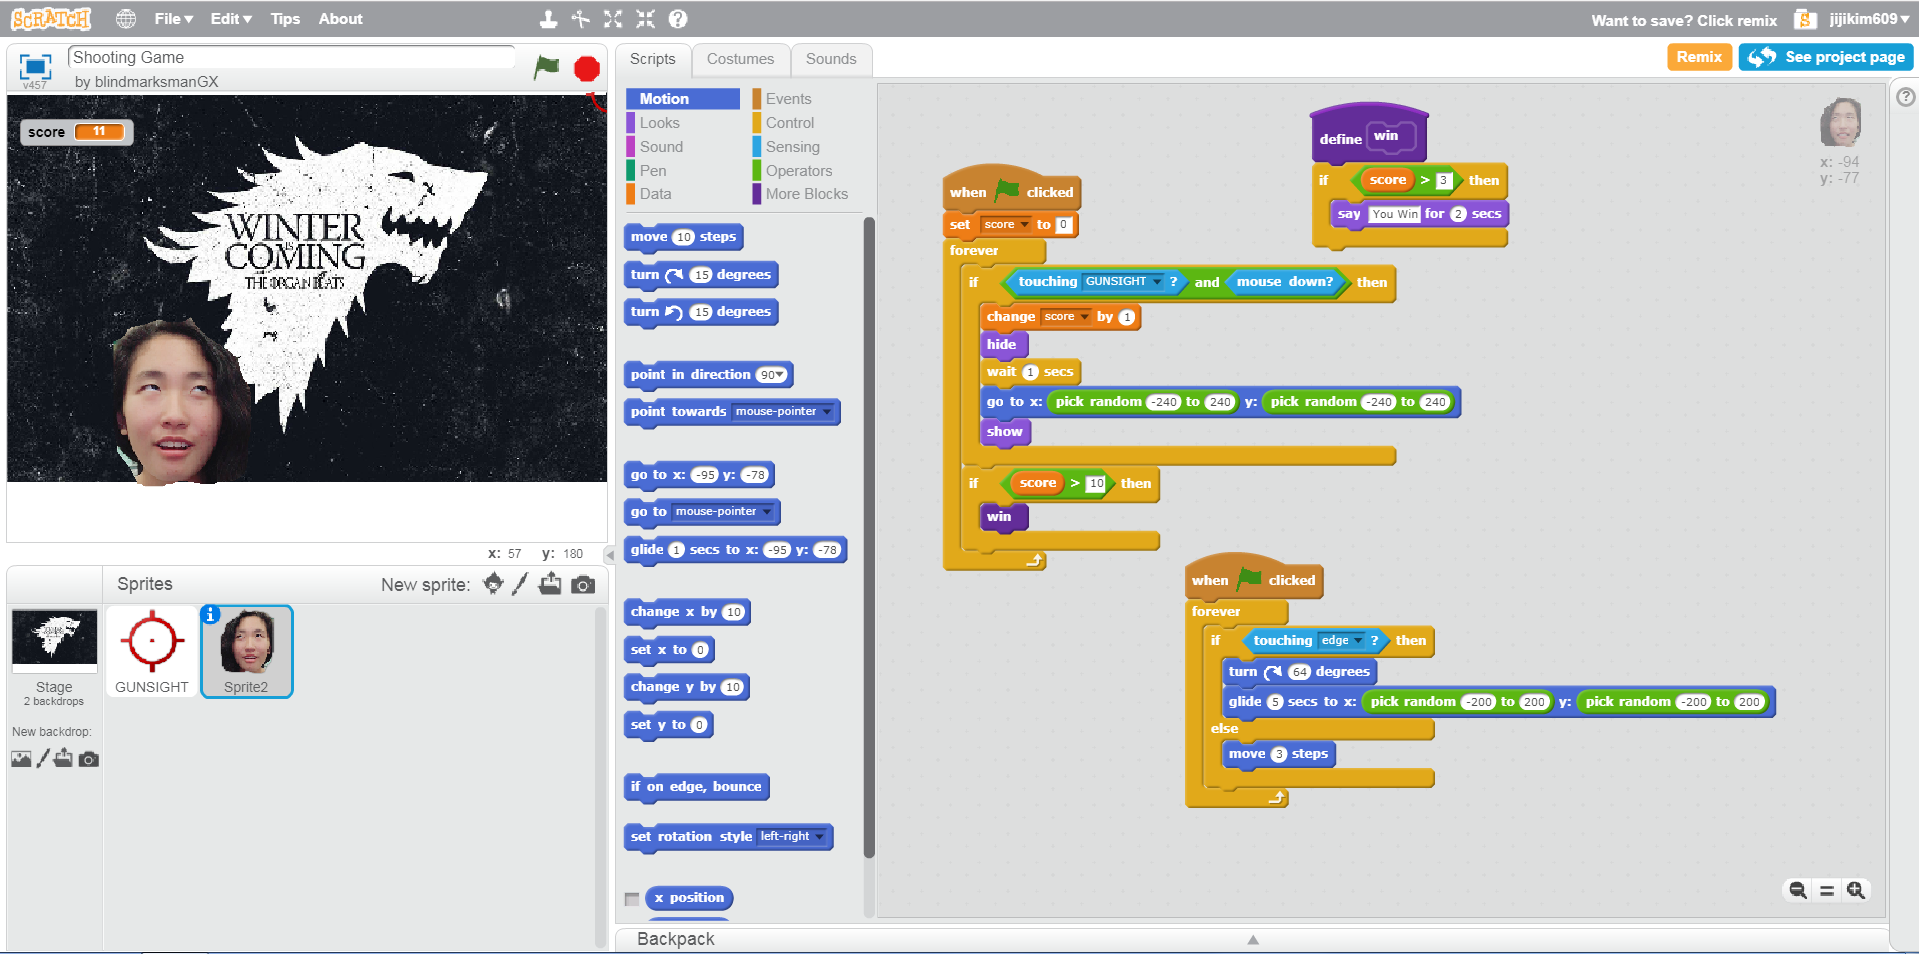 SCRATCH File Edit Tips About Want to save? Click remix jijikim609
Shooting Game
by blindmarksmanGX
v457
Scripts Costumes Sounds Remix See project page
score 11
WINTER
IS
COMING
THE ORGAIN BEATS
x: 57 y: 180
Sprites New sprite:
Stage
2 backdrops
New backdrop:
GUNSIGHT
Sprite2
Motion Events
Looks Control
Sound Sensing
Pen Operators
Data More Blocks
move 10 steps
turn 15 degrees
turn 15 degrees
point in direction 90
point towards mouse-pointer
go to x: -95 y: -78
go to mouse-pointer
glide 1 secs to x: -95 y: -78
change x by 10
set x to 0
change y by 10
set y to 0
if on edge, bounce
set rotation style left-right
x position
when clicked
set score to 0
forever
if touching GUNSIGHT ? and mouse down? then
change score by 1
hide
wait 1 secs
go to x: pick random -240 to 240 y: pick random -240 to 240
show
if score > 10 then
win
define win
if score > 3 then
say You Win for 2 secs
when clicked
forever
if touching edge ? then
turn 64 degrees
glide 5 secs to x: pick random -200 to 200 y: pick random -200 to 200
else
move 3 steps
x: -94
y: -77
Backpack